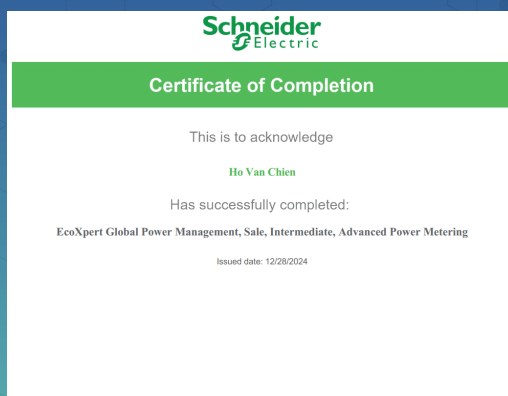 Schneider
Electric
Certificate of Completion
This is to acknowledge
Ho Van Chien
Has successfully completed:
EcoXpert Global Power Management, Sale, Intermediate, Advanced Power Metering
Issued date: 12/28/2024